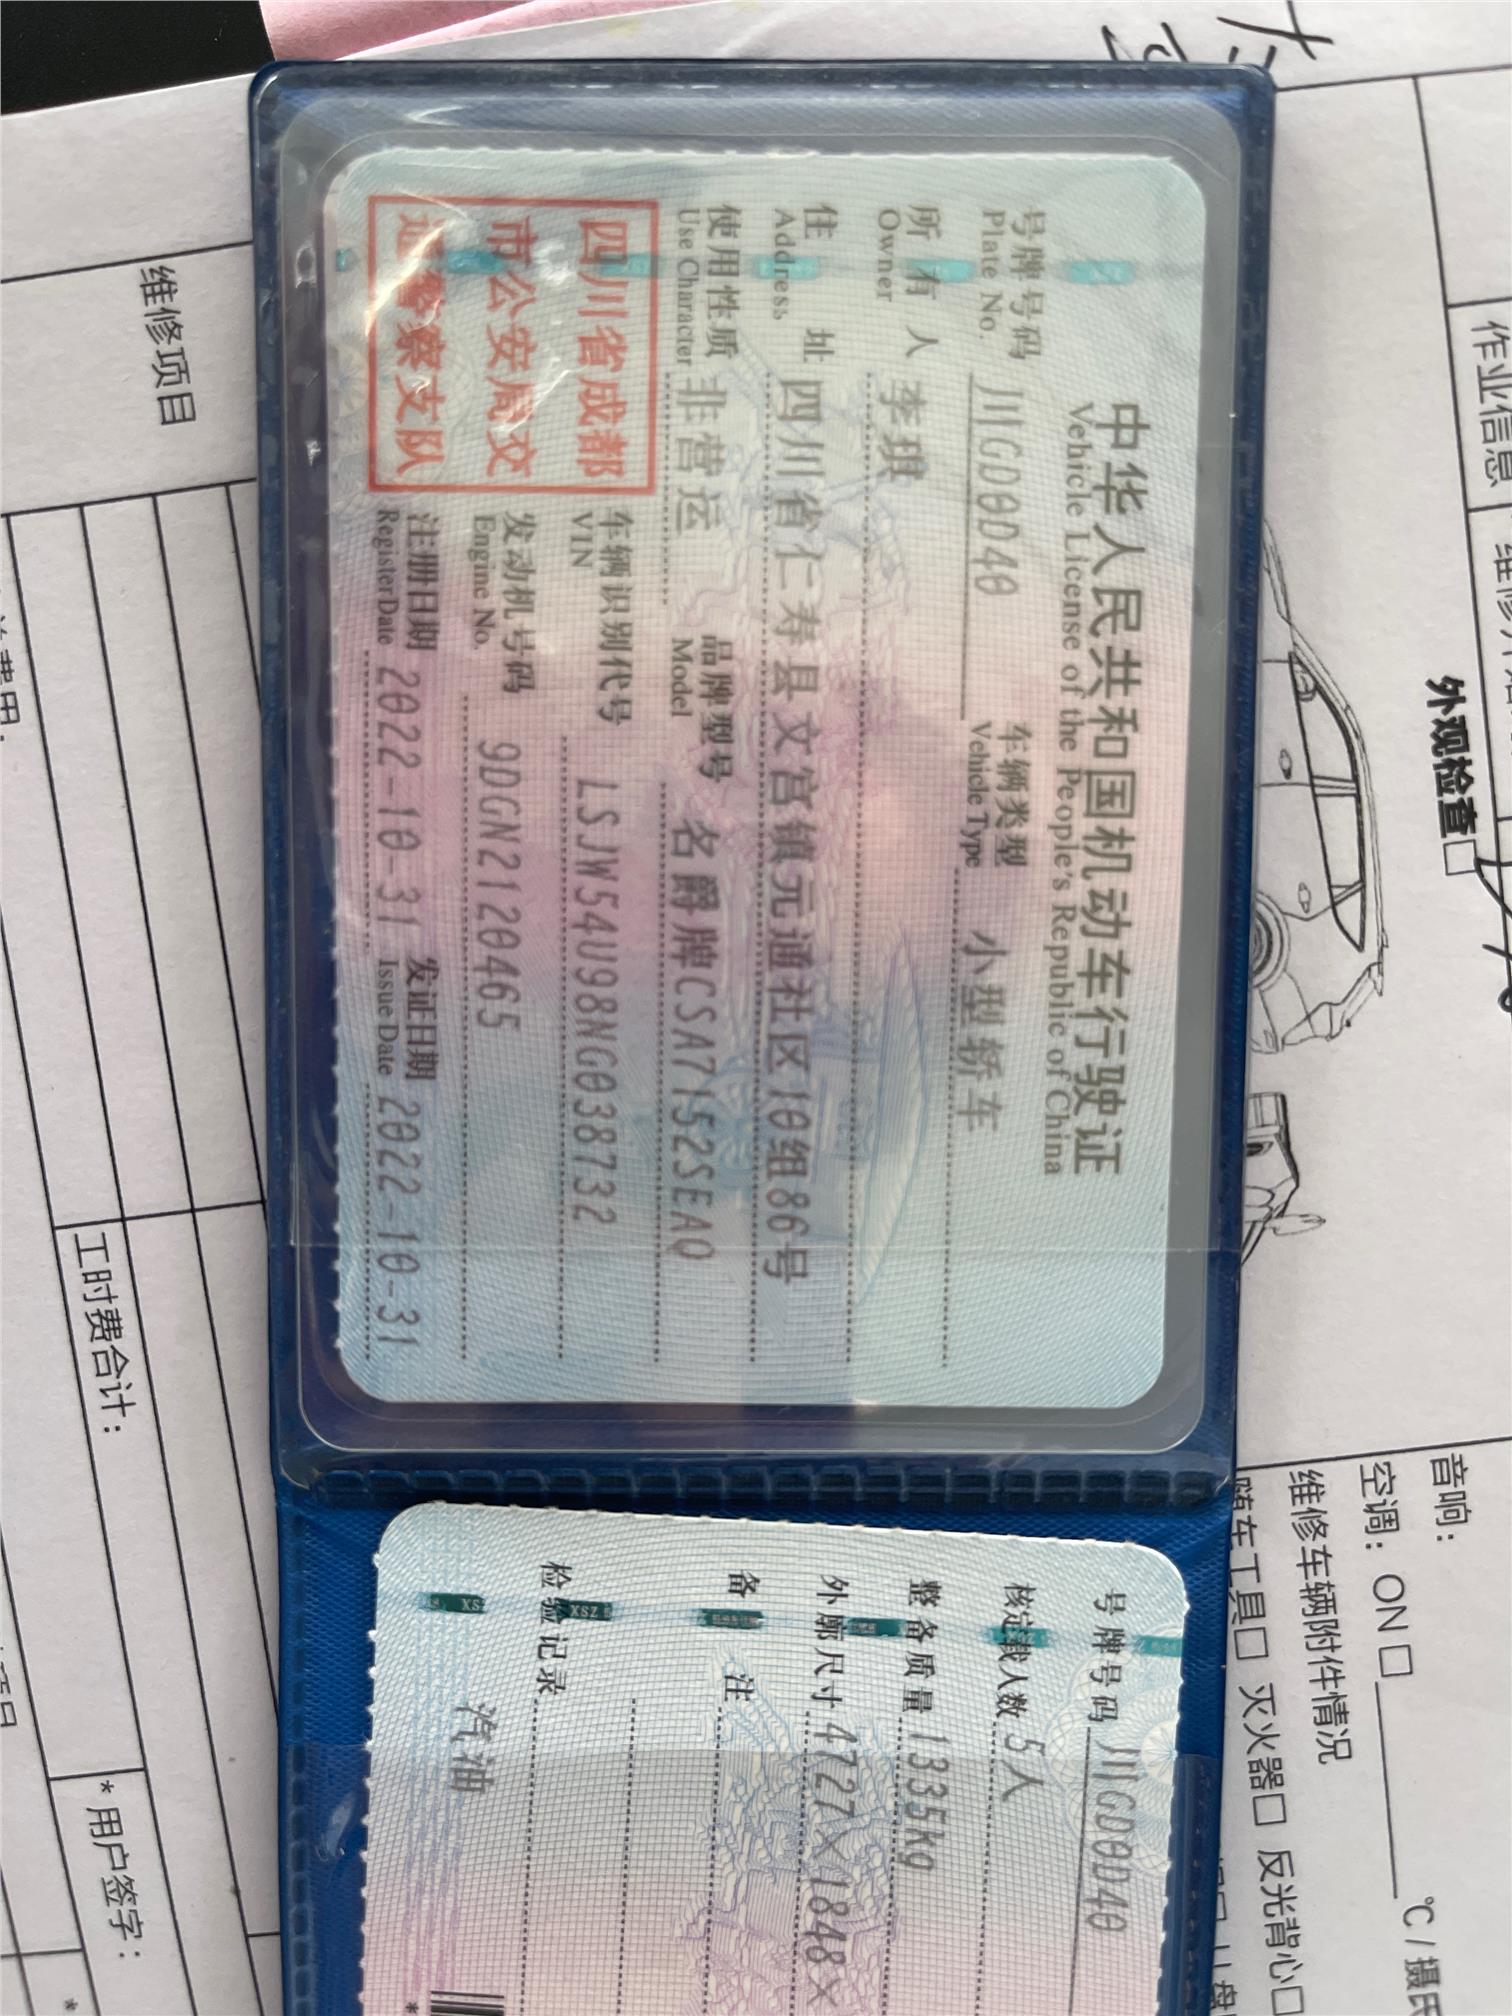 中华人民共和国机动车行驶证
Vehicle License of the People's Republic of China
号牌号码 川GD0D40 车辆类型 小型轿车
Plate No. Vehicle Type
所有人
Owner
住址 四川省仁寿县文宫镇元通社区10组86号
Address
使用性质 非营运 品牌型号 名爵牌CSA7152SEAQ
Use Character Model
四川省成都
市公安局交
通警察支队
车辆识别代号 LSJW54U98NG038732
VIN
发动机号码 9DGN2120465
Engine No.
注册日期 2022-10-31 发证日期 2022-10-31
Register Date Issue Date
号牌号码 川GD0D40
核定载人数 5人
整备质量 1335kg
外廓尺寸 4727×1848×
备注
检验记录
汽油
作业信息
外观检查□
音响：
空调：ON□ ℃/摄氏
维修车辆附件情况
随车工具□ 灭火器□ 反光背心□
维修项目
工时费合计：
*用户签字：